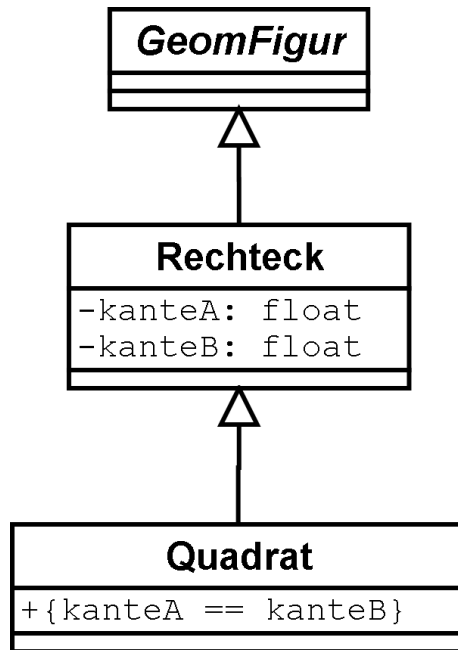 GeomFigur
Rechteck
-kanteA: float
-kanteB: float
Quadrat
+{kanteA == kanteB}